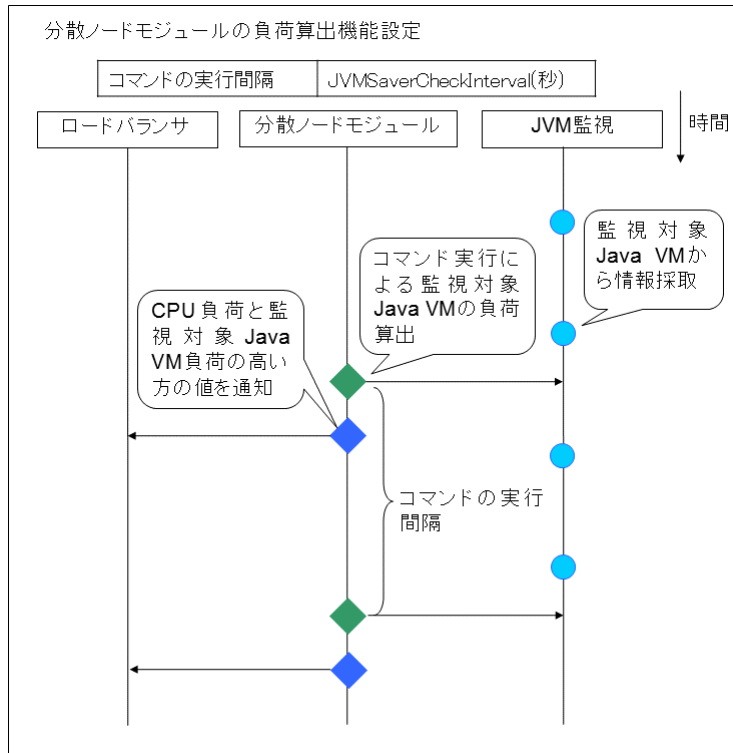 分散ノードモジュールの負荷算出機能設定
コマンドの実行間隔
JVMSaverCheckInterval(秒)
ロードバランサ
分散ノードモジュール
JVM監視
時間
監視対象
Java VMか
ら情報採取
コマンド実行に
よる監視対象
Java VMの負荷
算出
CPU負荷と監
視対象 Java
VM負荷の高い
方の値を通知
コマンドの実行
間隔